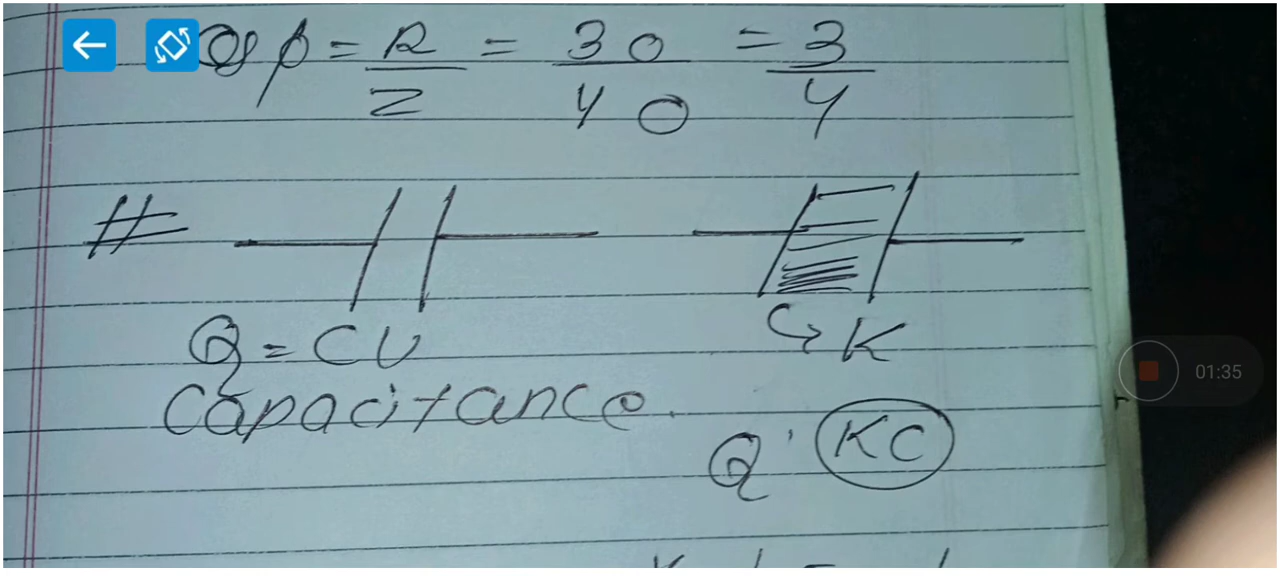 Cos φ = R/Z = 30/40 = 3/4
#
Q = CV
↳ K
Capacitance.
Q' KC
01:35